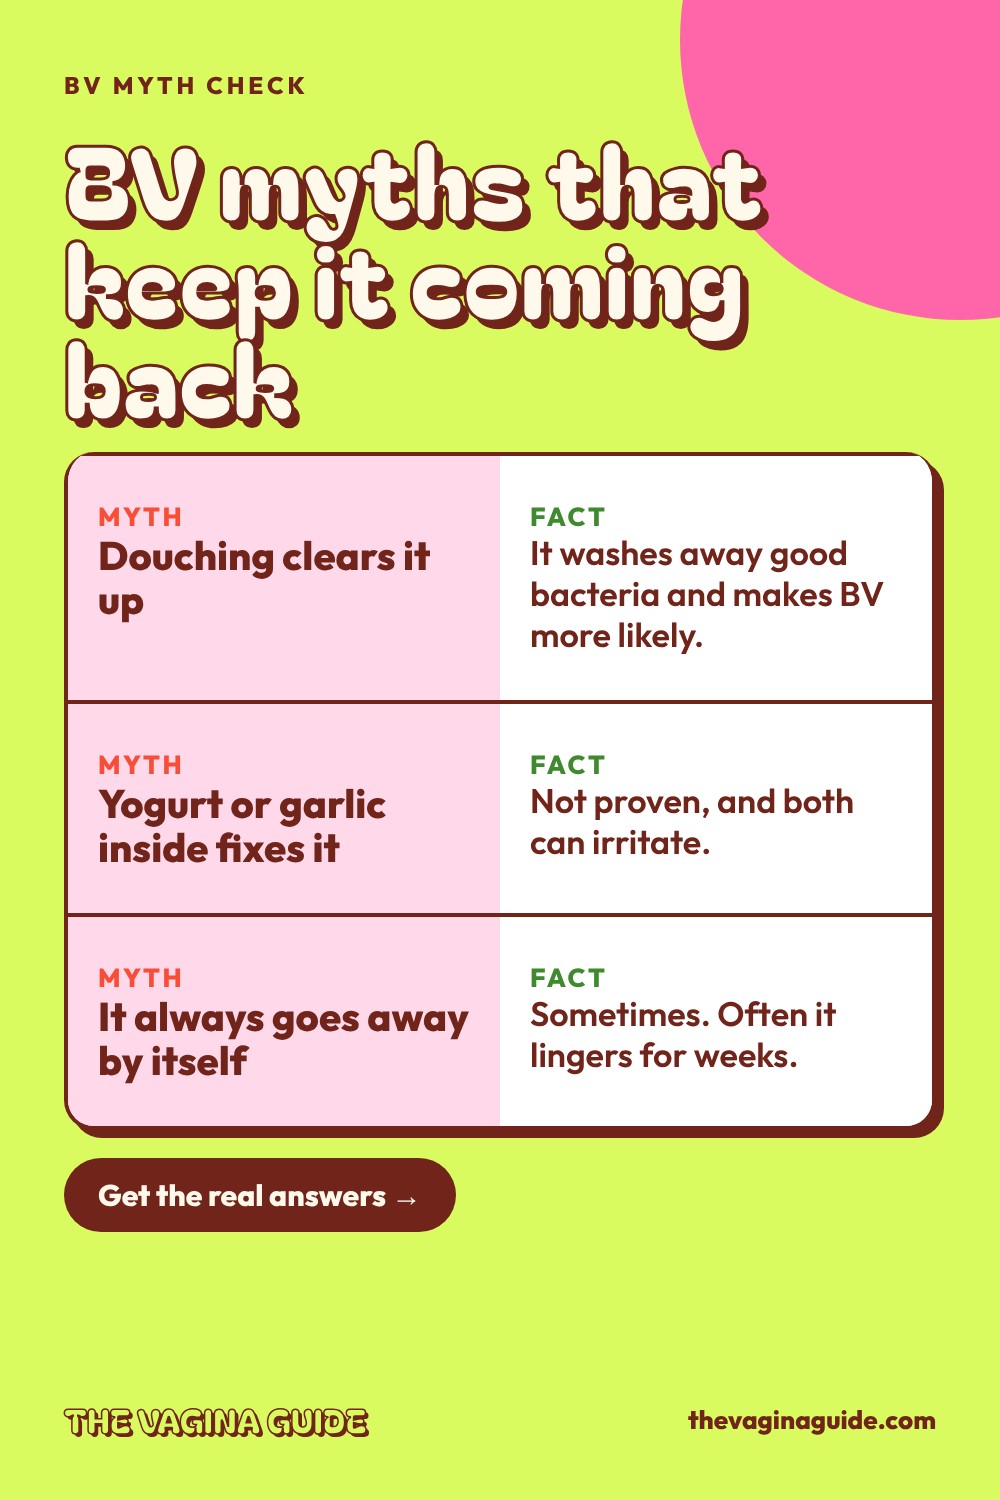 BV MYTH CHECK
BV myths that
keep it coming
back
MYTH
Douching clears it
up
FACT
It washes away good
bacteria and makes BV
more likely.
MYTH
Yogurt or garlic
inside fixes it
FACT
Not proven, and both
can irritate.
MYTH
It always goes away
by itself
FACT
Sometimes. Often it
lingers for weeks.
Get the real answers →
THE VAGINA GUIDE
thevaginaguide.com